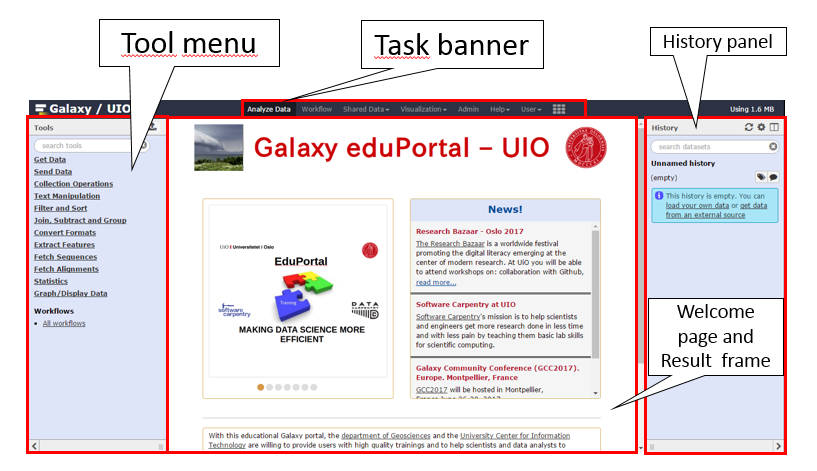 Tool menu
Task banner
History panel
Galaxy / UIO
Analyze Data
Workflow
Shared Data
Visualization
Admin
Help
User
Using 1.6 MB
Tools
search tools
Get Data
Send Data
Collection Operations
Text Manipulation
Filter and Sort
Join, Subtract and Group
Convert Formats
Extract Features
Fetch Sequences
Fetch Alignments
Statistics
Graph/Display Data
Workflows
All workflows
Galaxy eduPortal – UIO
UiO Universitetet i Oslo
EduPortal
Training
software
carpentry
DATA
CARPENTRY
MAKING DATA SCIENCE MORE
EFFICIENT
News!
Research Bazaar - Oslo 2017
The Research Bazaar is a worldwide festival
promoting the digital literacy emerging at the
center of modern research. At UiO you will be able
to attend workshops on: collaboration with Github,
read more...
Software Carpentry at UIO
Software Carpentry's mission is to help scientists
and engineers get more research done in less time
and with less pain by teaching them basic lab skills
for scientific computing.
Galaxy Community Conference (GCC2017).
Europe. Montpellier, France
GCC2017 will be hosted in Montpellier,
France June 26-30, 2017
With this educational Galaxy portal, the department of Geosciences and the University Center for Information
Technology are willing to provide users with high quality trainings and to help scientists and data analysts to
History
search datasets
Unnamed history
(empty)
This history is empty. You can
load your own data or get data
from an external source
Welcome
page and
Result frame